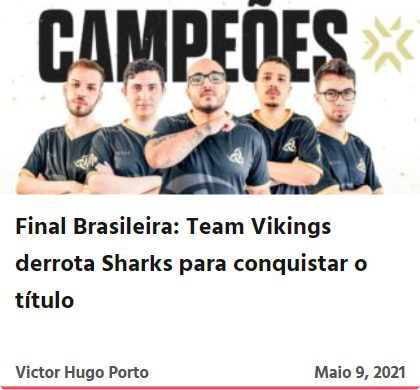 CAMPEÕES
Final Brasileira: Team Vikings
derrota Sharks para conquistar o
título
Victor Hugo Porto
Maio 9, 2021